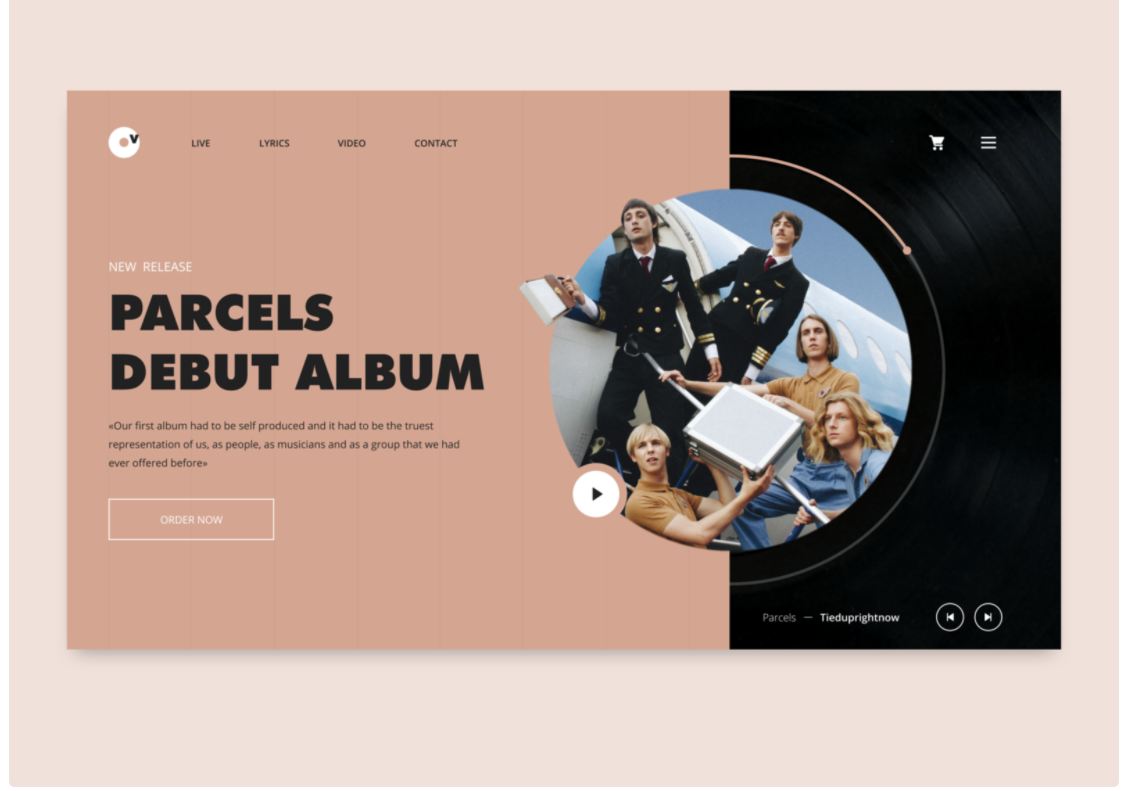 V
LIVE
LYRICS
VIDEO
CONTACT
NEW RELEASE
PARCELS
DEBUT ALBUM
«Our first album had to be self produced and it had to be the truest
representation of us, as people, as musicians and as a group that we had
ever offered before»
ORDER NOW
Parcels — Tieduprightnow